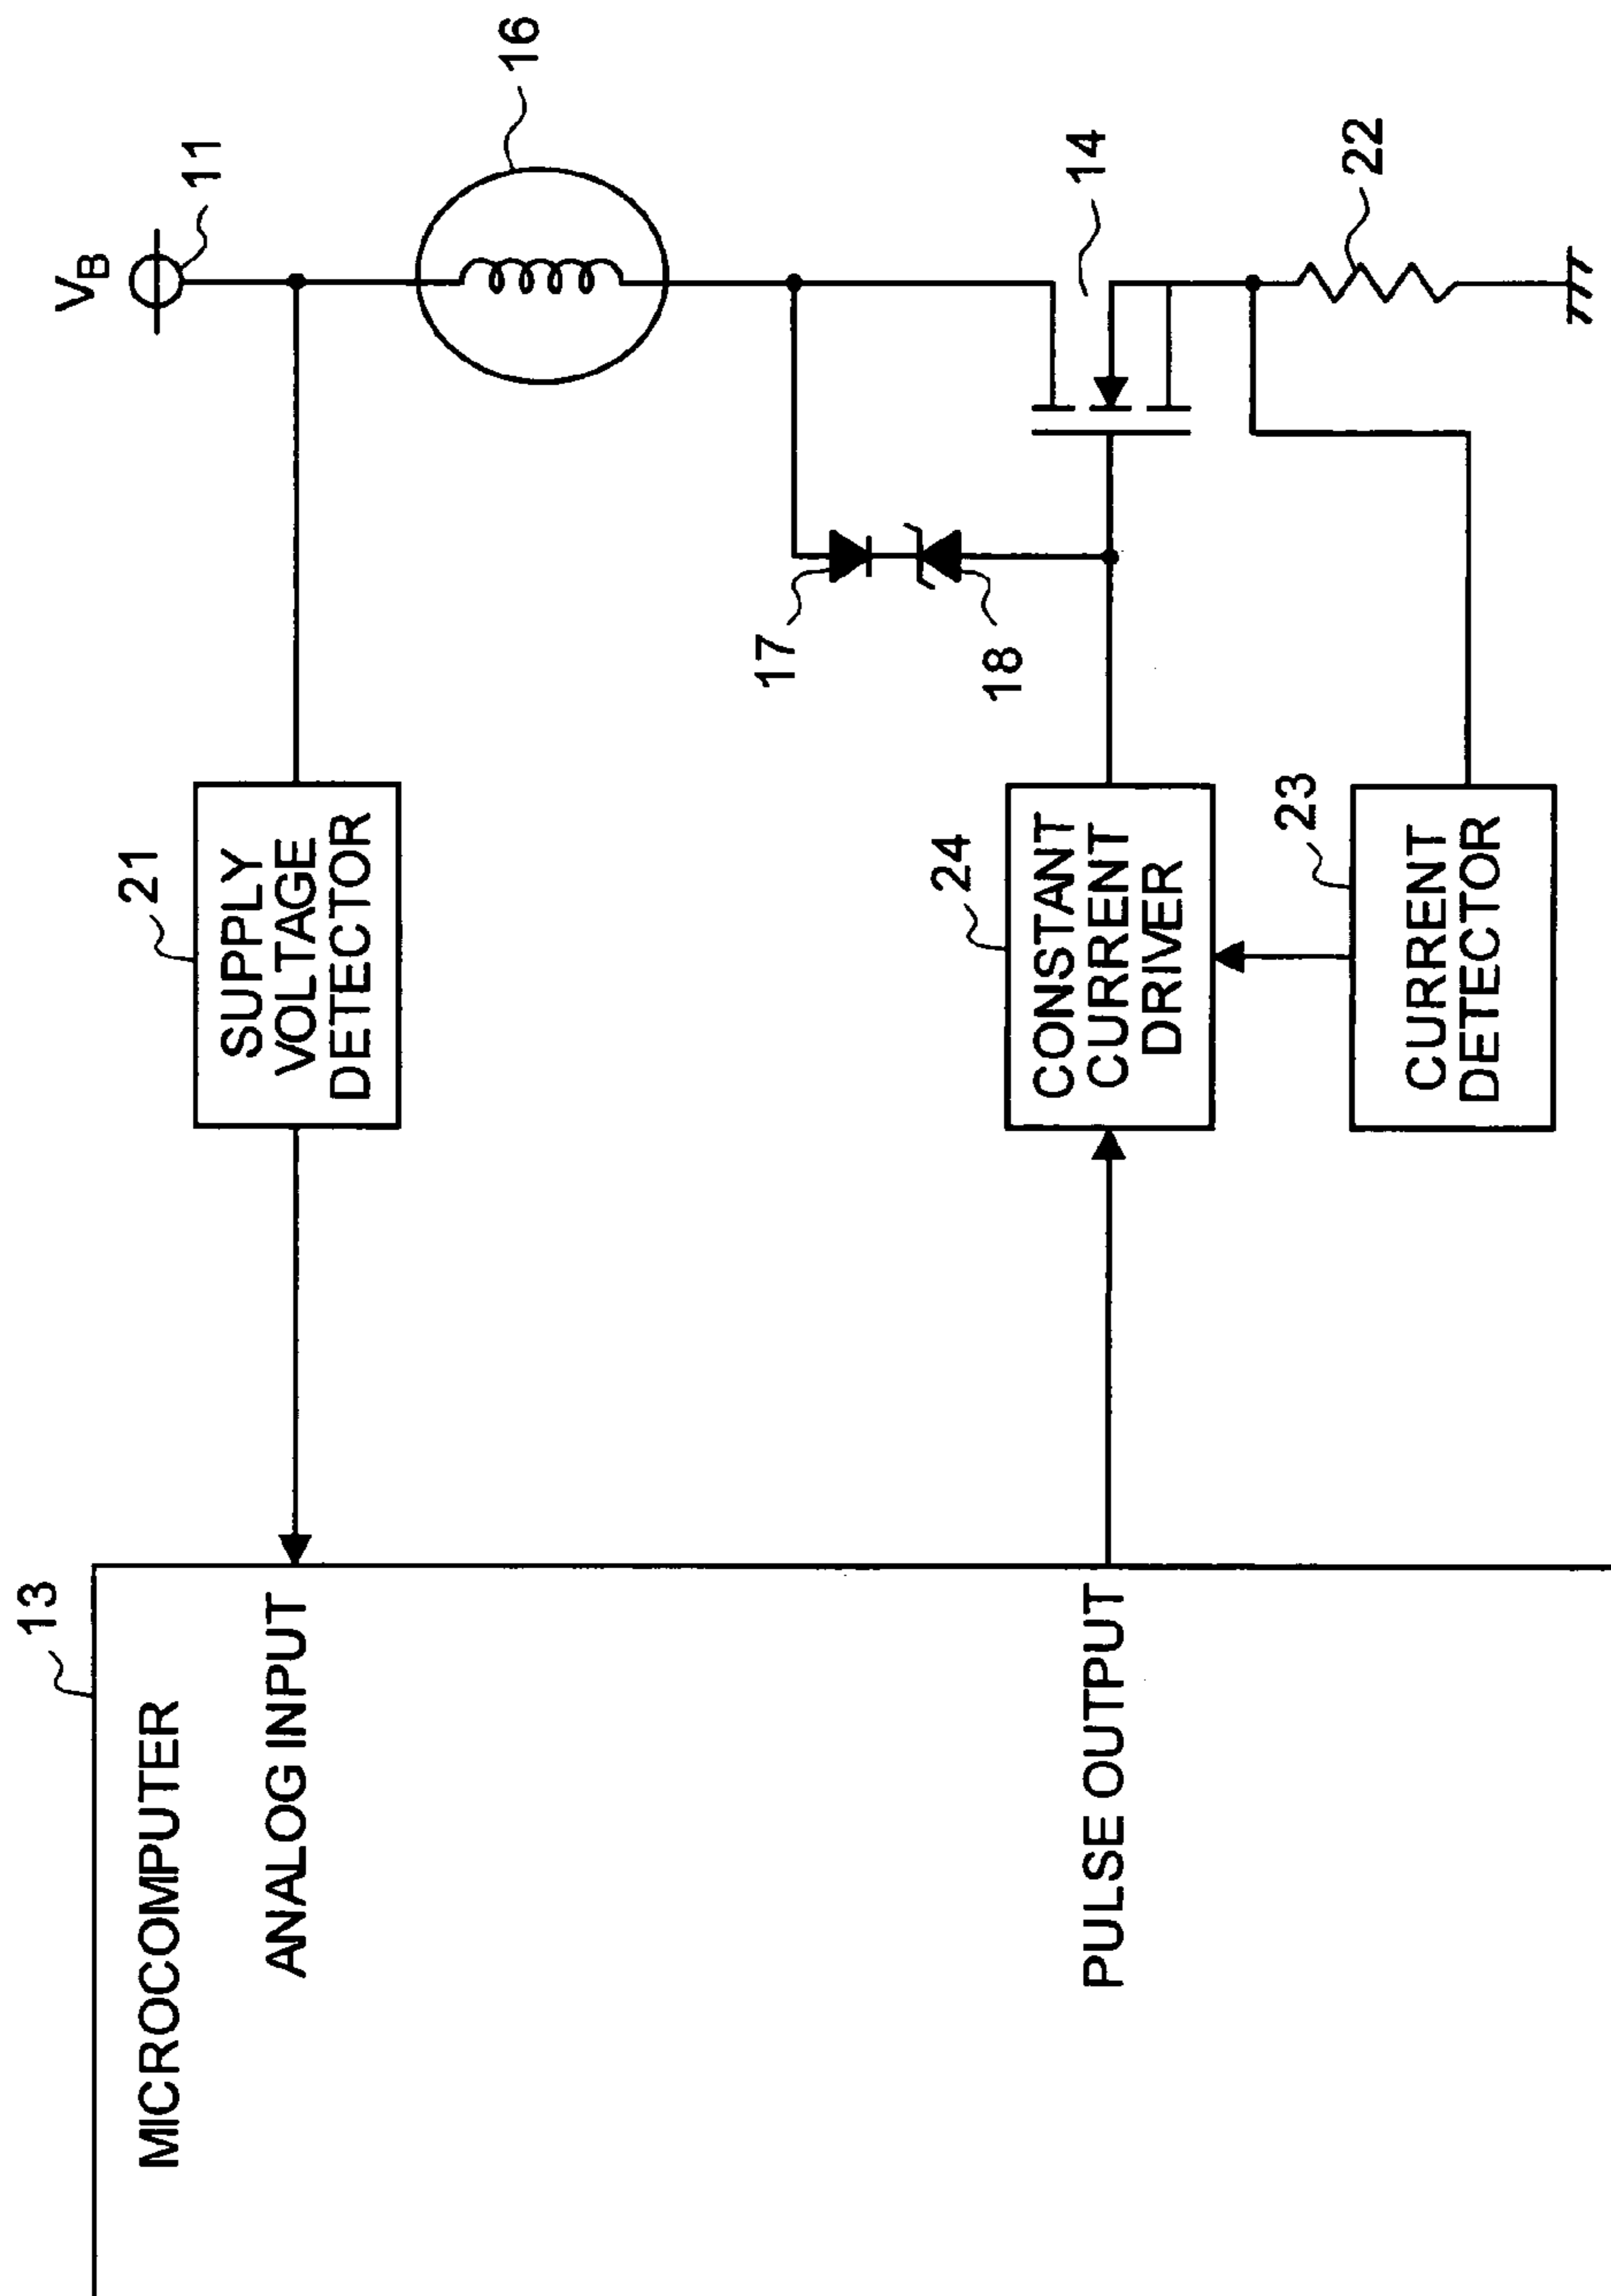 13
MICROCOMPUTER
ANALOG INPUT
PULSE OUTPUT
21
SUPPLY
VOLTAGE
DETECTOR
24
CONSTANT
CURRENT
DRIVER
23
CURRENT
DETECTOR
17
18
VB
11
16
14
22